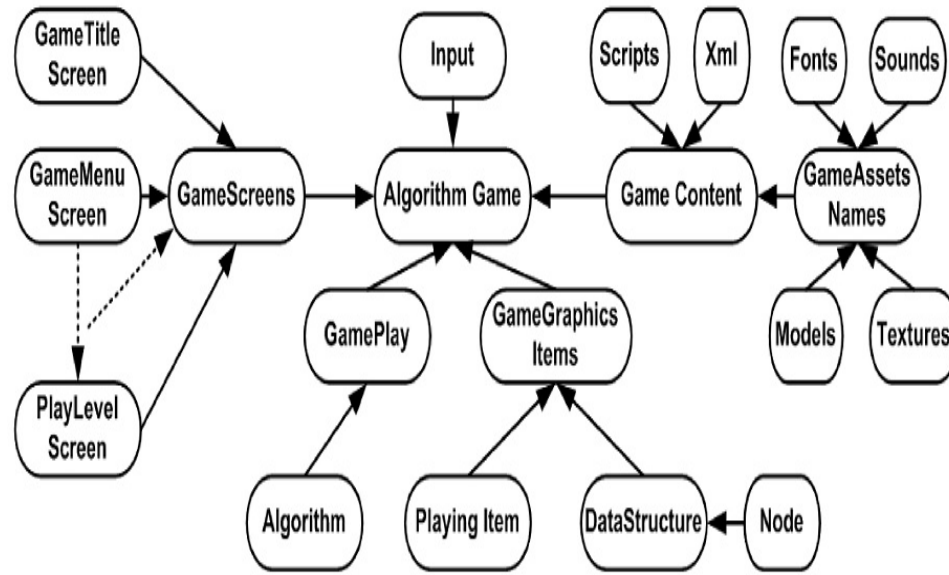 GameTitle
Screen
Input
Scripts
Xml
Fonts
Sounds
GameMenu
Screen
GameScreens
Algorithm Game
Game Content
GameAssets
Names
GamePlay
GameGraphics
Items
Models
Textures
PlayLevel
Screen
Algorithm
Playing Item
DataStructure
Node